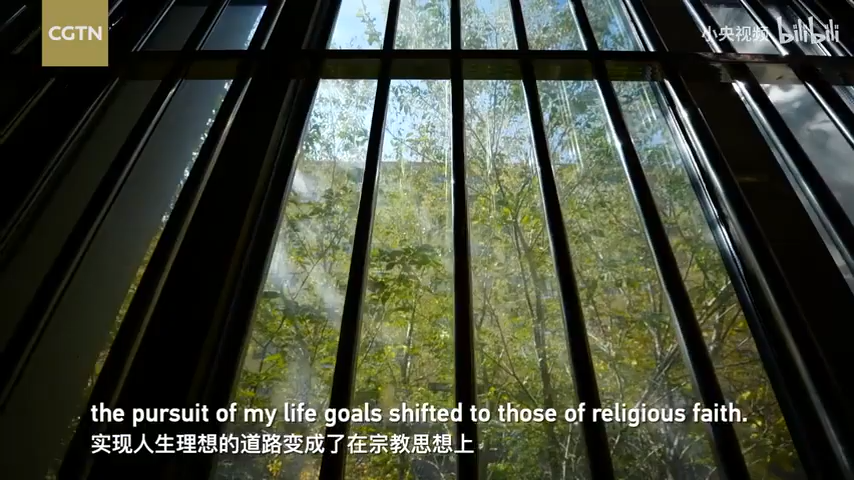 CGTN
小央视频 bilibili
the pursuit of my life goals shifted to those of religious faith.
实现人生理想的道路变成了在宗教思想上